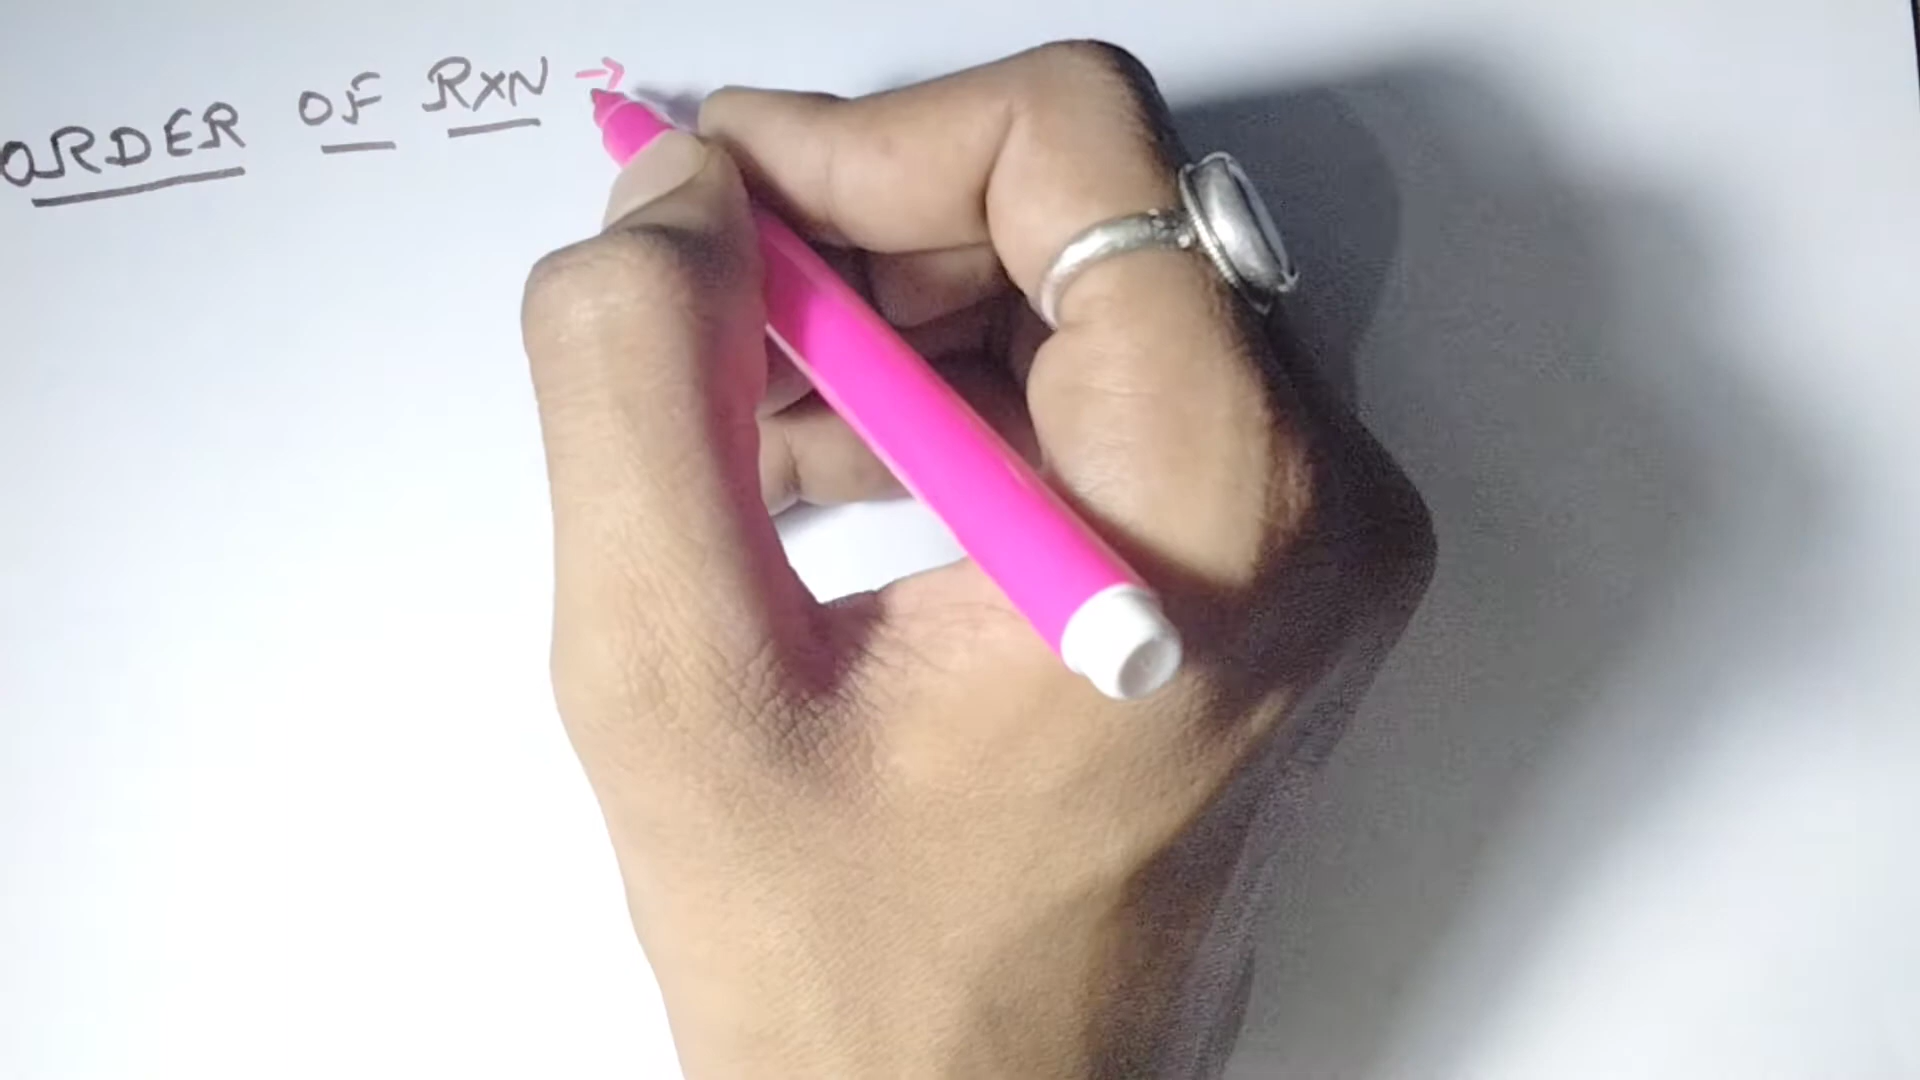 ORDER OF RXN →